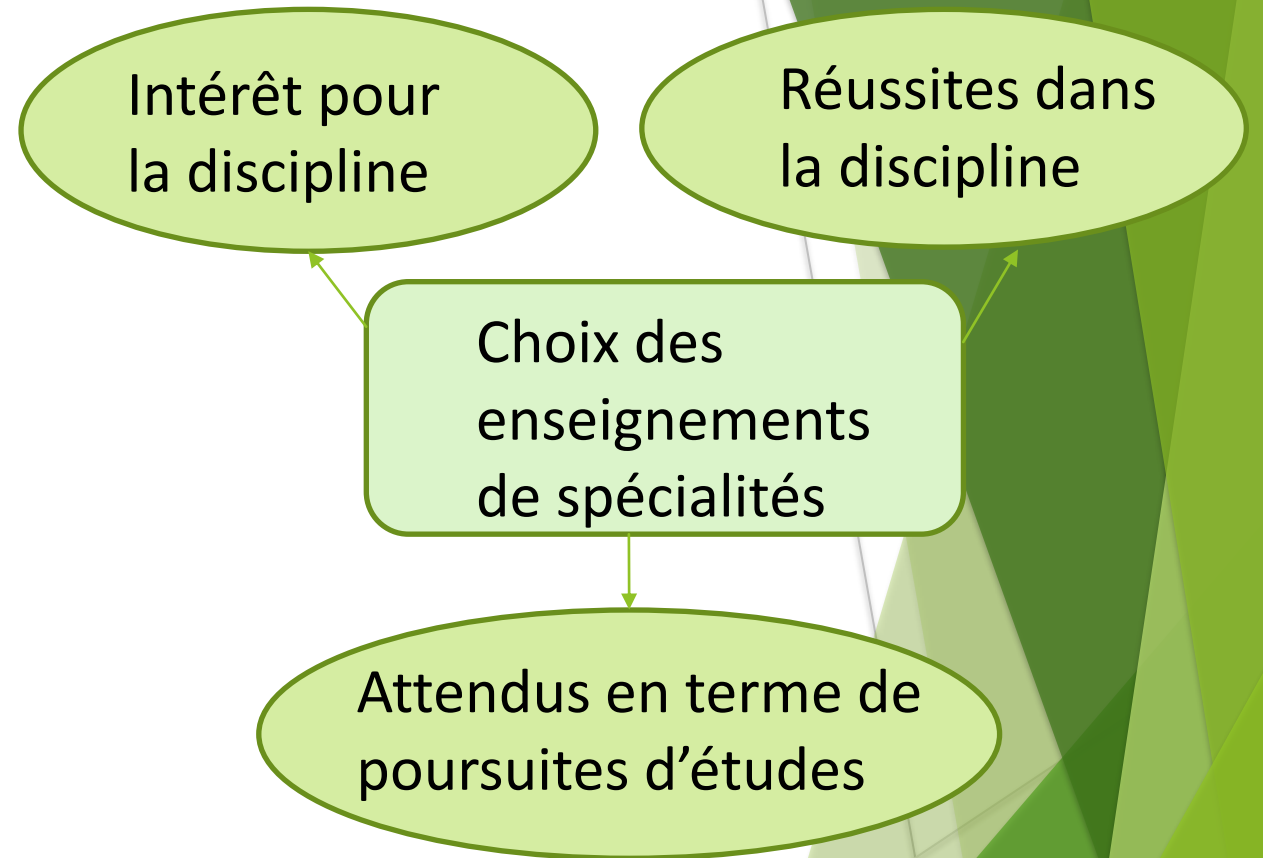 Intérêt pour
la discipline
Réussites dans
la discipline
Choix des
enseignements
de spécialités
Attendus en terme de
poursuites d’études